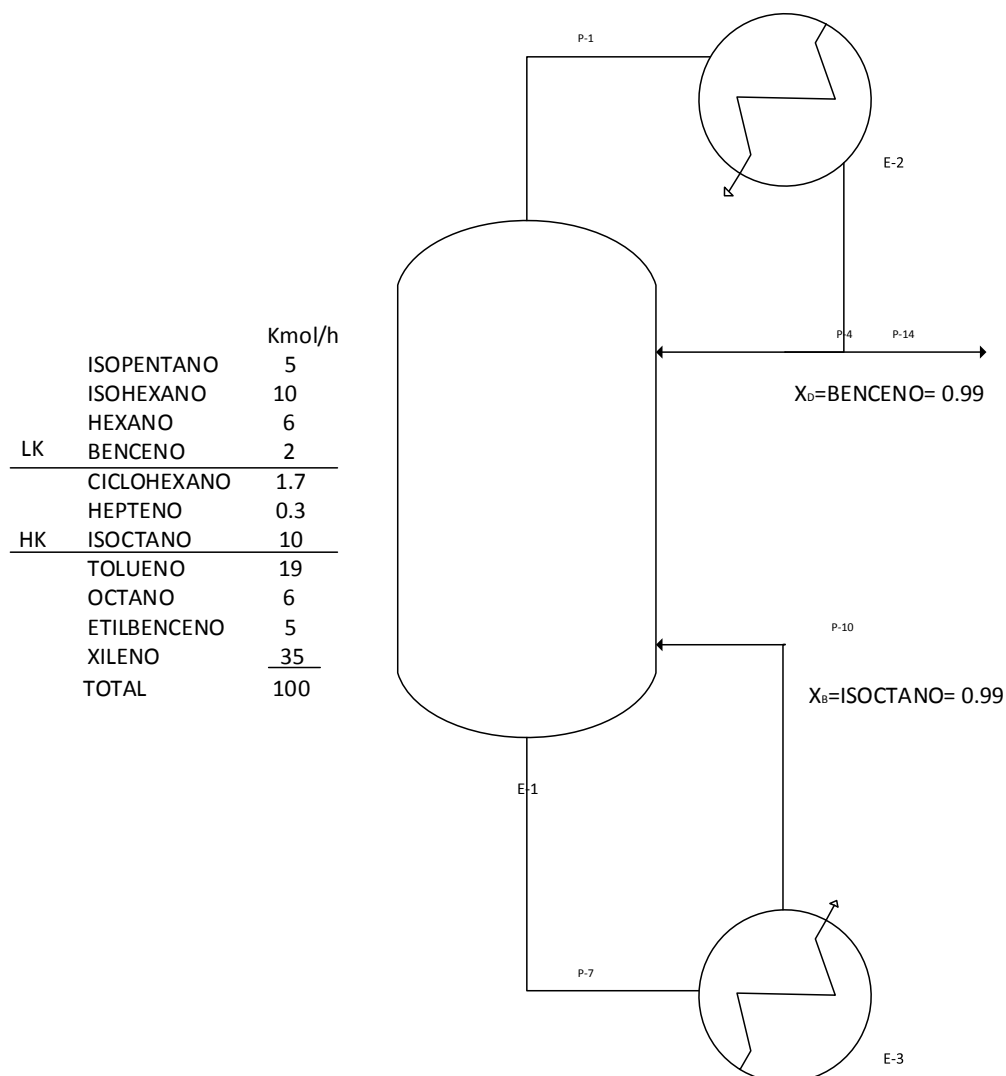 P-1
E-2
Kmol/h
ISOPENTANO 5
ISOHEXANO 10
HEXANO 6
LK BENCENO 2
CICLOHEXANO 1.7
HEPTENO 0.3
HK ISOCTANO 10
TOLUENO 19
OCTANO 6
ETILBENCENO 5
XILENO 35
TOTAL 100
P-4 P-14
XD=BENCENO= 0.99
P-10
XB=ISOCTANO= 0.99
E-1
P-7
E-3